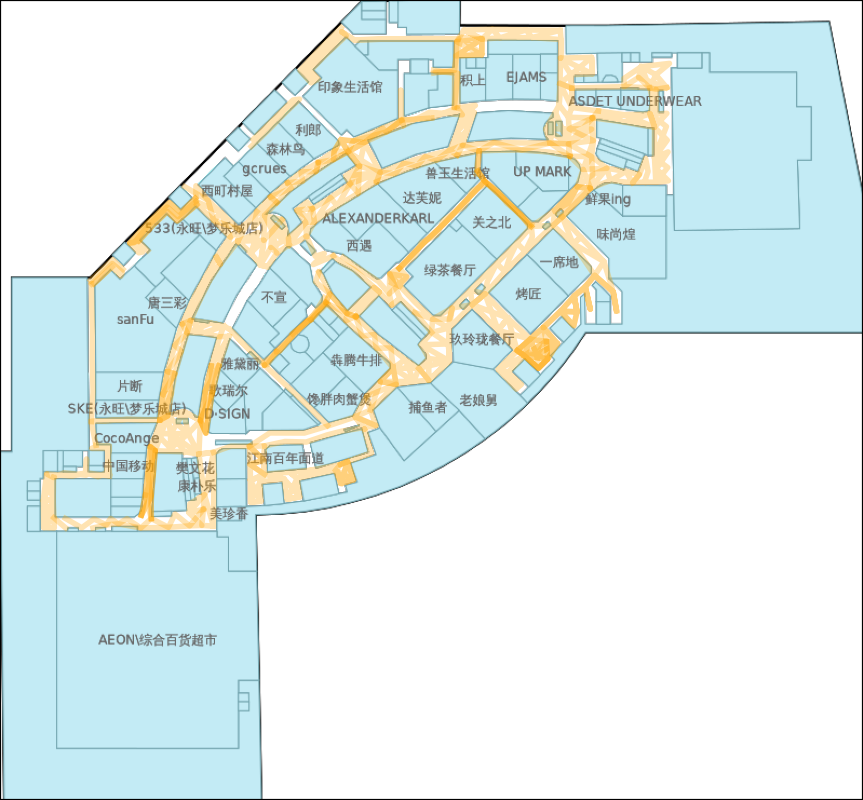 积上
EJAMS
印象生活馆
ASDET UNDERWEAR
利郎
森林鸟
gcrues
兽王生活馆
UP MARK
西町村屋
达芙妮
鲜果ing
ALEXANDERKARL
关之北
533(永旺\梦乐城店)
味尚煌
西遇
绿茶餐厅
一席地
不宣
烤匠
唐三彩
sanFu
玖玲珑餐厅
雅黛丽
犇腾牛排
片断
歌瑞尔
馋胖肉蟹煲
老娘舅
SKE(永旺\梦乐城店)
D·SIGN
捕鱼者
CocoAnge
江南百年面道
中国移动
樊文花
康朴乐
美珍香
AEON\综合百货超市